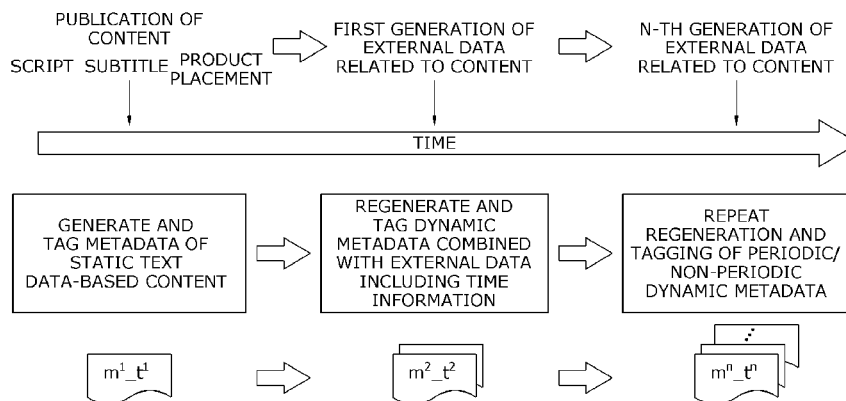 PUBLICATION OF
CONTENT
SCRIPT SUBTITLE PRODUCT
PLACEMENT
FIRST GENERATION OF
EXTERNAL DATA
RELATED TO CONTENT
N-TH GENERATION OF
EXTERNAL DATA
RELATED TO CONTENT
TIME
GENERATE AND
TAG METADATA OF
STATIC TEXT
DATA-BASED CONTENT
REGENERATE AND
TAG DYNAMIC
METADATA COMBINED
WITH EXTERNAL DATA
INCLUDING TIME
INFORMATION
REPEAT
REGENERATION AND
TAGGING OF PERIODIC/
NON-PERIODIC
DYNAMIC METADATA
m¹_t¹
m²_t²
mⁿ_tⁿ